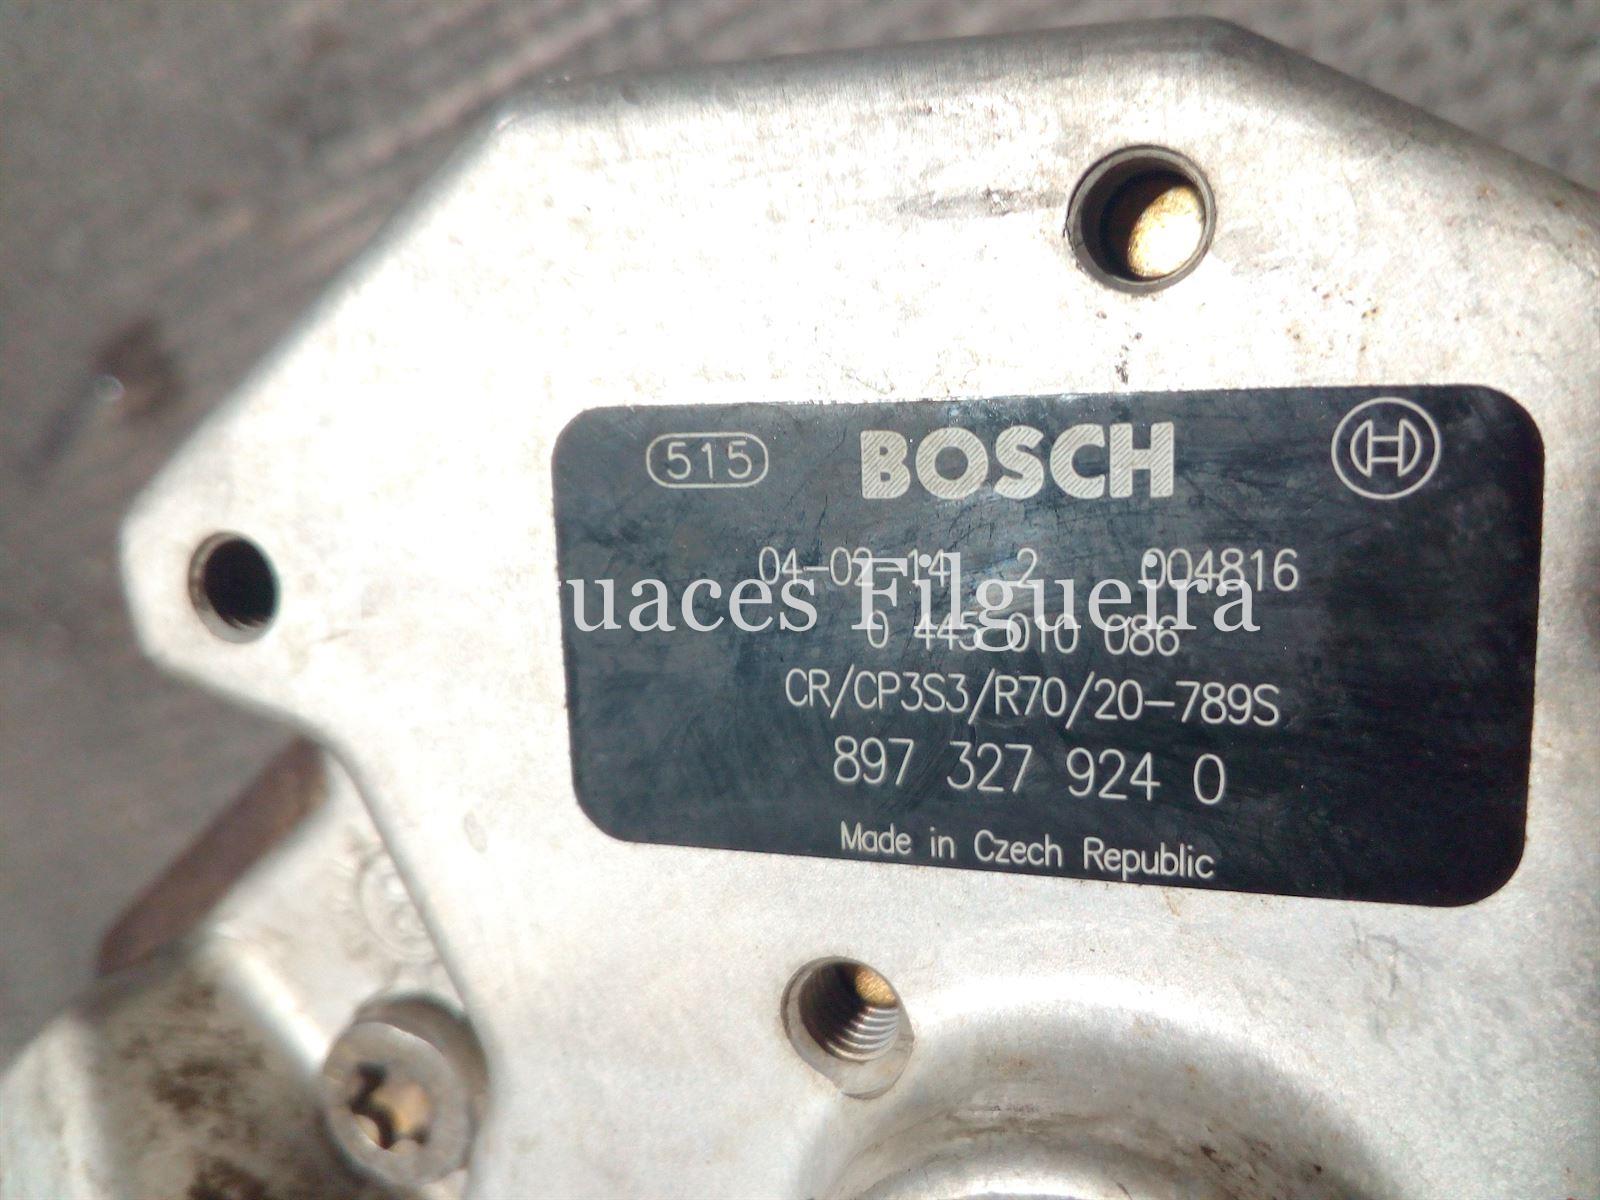 515 BOSCH
04-02-14 2 004816
uaces Filgueira
0 445 010 086
CR/CP3S3/R70/20-789S
897 327 924 0
Made in Czech Republic